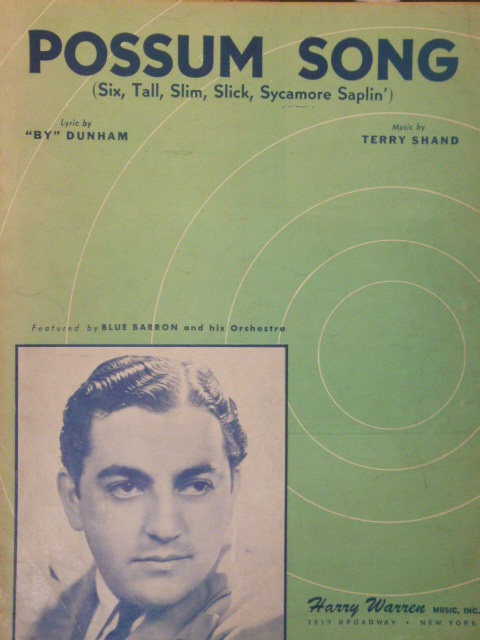 POSSUM SONG
(Six, Tall, Slim, Slick, Sycamore Saplin')
Lyric by
"BY" DUNHAM
Music by
TERRY SHAND
Featured by BLUE BARRON and his Orchestra
Harry Warren MUSIC, INC.
1619 BROADWAY • NEW YORK